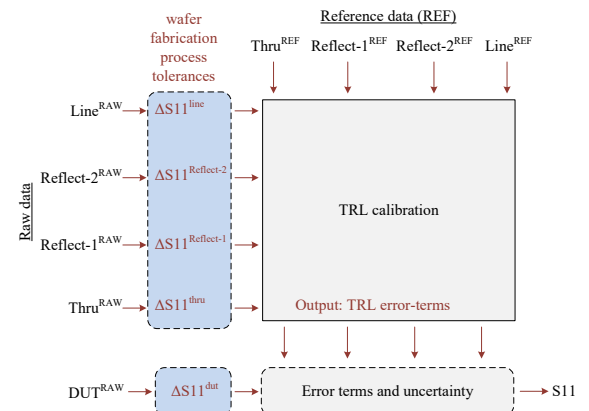 Reference data (REF)
wafer
fabrication
process
tolerances
Thru^REF Reflect-1^REF Reflect-2^REF Line^REF
Line^RAW ΔS11^line
Reflect-2^RAW ΔS11^Reflect-2
Raw data
TRL calibration
Reflect-1^RAW ΔS11^Reflect-1
Thru^RAW ΔS11^thru Output: TRL error-terms
DUT^RAW ΔS11^dut Error terms and uncertainty S11